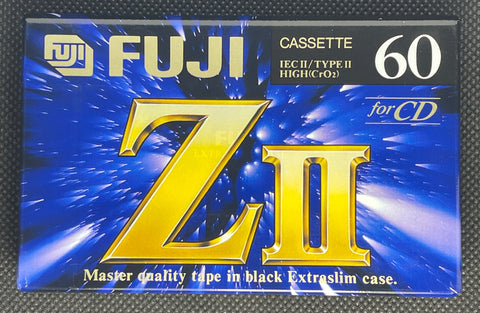 FUJI FUJI
CASSETTE
IEC II/TYPE II
HIGH(CrO2)
60
for CD
ZII
Master quality tape in black Extraslim case.